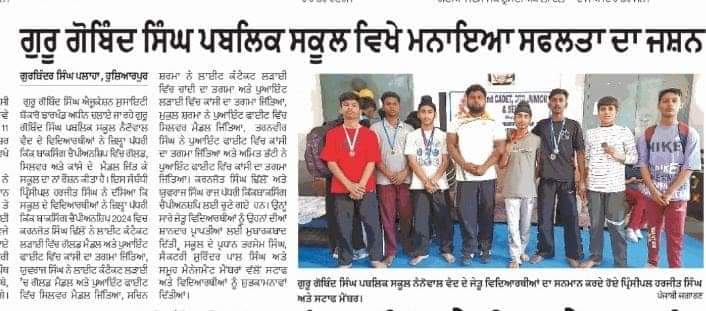 ਗੁਰੂ ਗੋਬਿੰਦ ਸਿੰਘ ਪਬਲਿਕ ਸਕੂਲ ਵਿਖੇ ਮਨਾਇਆ ਸਫਲਤਾ ਦਾ ਜਸ਼ਨ
ਗੁਰਬਿੰਦਰ ਸਿੰਘ ਪਲਾਹਾ, ਹੁਸ਼ਿਆਰਪੁਰ
ਗੁਰੂ ਗੋਬਿੰਦ ਸਿੰਘ ਐਜੂਕੇਸ਼ਨ ਸੁਸਾਇਟੀ
ਬੋਕਾਰੋ ਝਾਰਖੰਡ ਅਧੀਨ ਚਲਾਏ ਜਾ ਰਹੇ ਗੁਰੂ
ਗੋਬਿੰਦ ਸਿੰਘ ਪਬਲਿਕ ਸਕੂਲ ਨੰਨੋਵਾਲ ਵੈਦ
ਦੇ ਵਿਦਿਆਰਥੀਆਂ ਨੇ ਜ਼ਿਲ੍ਹਾ ਪੱਧਰੀ
ਕਿੱਕ ਬਾਕਸਿੰਗ ਚੈਂਪੀਅਨਸ਼ਿਪ ਵਿੱਚ ਗੋਲਡ,
ਸਿਲਵਰ ਅਤੇ ਕਾਂਸੇ ਦੇ ਮੈਡਲ ਜਿੱਤ ਕੇ
ਸਕੂਲ ਦਾ ਨਾਂ ਰੌਸ਼ਨ ਕੀਤਾ ਹੈ। ਇਸ ਸਬੰਧੀ
ਪ੍ਰਿੰਸੀਪਲ ਹਰਜੀਤ ਸਿੰਘ ਨੇ ਦੱਸਿਆ ਕਿ
ਸਕੂਲ ਦੇ ਵਿਦਿਆਰਥੀਆਂ ਨੇ ਜ਼ਿਲ੍ਹਾ ਪੱਧਰੀ
ਕਿੱਕ ਬਾਕਸਿੰਗ ਚੈਂਪੀਅਨਸ਼ਿਪ 2024 ਵਿਚ
ਕਰਨਜੋਤ ਸਿੰਘ ਢਿੱਲੋਂ ਨੇ ਲਾਈਟ ਕੰਟੈਕਟ
ਲੜਾਈ ਵਿੱਚ ਗੋਲਡ ਮੈਡਲ ਅਤੇ ਪੁਆਇੰਟ
ਫਾਈਟ ਵਿੱਚ ਕਾਂਸੀ ਦਾ ਤਗਮਾ ਜਿੱਤਿਆ,
ਯੁਵਰਾਜ ਸਿੰਘ ਨੇ ਲਾਈਟ ਕੰਟੈਕਟ ਲੜਾਈ
'ਚ ਗੋਲਡ ਮੈਡਲ ਅਤੇ ਪੁਆਇੰਟ ਫਾਈਟ
ਵਿੱਚ ਸਿਲਵਰ ਮੈਡਲ ਜਿੱਤਿਆ, ਸਚਿਨ
ਸ਼ਰਮਾ ਨੇ ਲਾਈਟ ਕੰਟੈਕਟ ਲੜਾਈ ਵਿੱਚ
ਚਾਂਦੀ ਦਾ ਤਗਮਾ ਅਤੇ ਪੁਆਇੰਟ
ਲੜਾਈ ਵਿੱਚ ਕਾਂਸੀ ਦਾ ਤਗਮਾ ਜਿੱਤਿਆ,
ਮੁਕੁਲ ਸ਼ਰਮਾ ਨੇ ਪੁਆਇੰਟ ਫਾਈਟ ਵਿੱਚ
ਸਿਲਵਰ ਮੈਡਲ ਜਿੱਤਿਆ, ਤਰਨਵੀਰ
ਸਿੰਘ ਨੇ ਪੁਆਇੰਟ ਫਾਈਟ ਵਿੱਚ ਕਾਂਸੀ
ਦਾ ਤਗਮਾ ਅਤੇ ਅਮਿਤ ਭੱਟੀ ਨੇ
ਪੁਆਇੰਟ ਫਾਈਟ ਵਿੱਚ ਕਾਂਸੀ ਦਾ ਤਗਮਾ
ਜਿੱਤਿਆ। ਕਰਨਜੋਤ ਸਿੰਘ ਢਿੱਲੋਂ ਅਤੇ
ਯੁਵਰਾਜ ਸਿੰਘ ਰਾਜ ਪੱਧਰੀ ਕਿੱਕਬਾਕਸਿੰਗ
ਚੈਂਪੀਅਨਸ਼ਿਪ ਲਈ ਚੁਣੇ ਗਏ ਹਨ। ਉਨ੍ਹਾਂ
ਸਾਰੇ ਜੇਤੂ ਵਿਦਿਆਰਥੀਆਂ ਨੂੰ ਉਹਨਾਂ ਦੀਆਂ
ਸ਼ਾਨਦਾਰ ਪ੍ਰਾਪਤੀਆਂ ਲਈ ਮੁਬਾਰਕਬਾਦ
ਦਿੱਤੀ, ਸਕੂਲ ਦੇ ਪ੍ਰਧਾਨ ਤਰਸੇਮ ਸਿੰਘ,
ਸੈਕਟਰੀ ਸੁਰਿੰਦਰ ਪਾਲ ਸਿੰਘ ਅਤੇ
ਸਮੂਹ ਮੈਨੇਜਮੈਂਟ ਮੈਂਬਰਾਂ ਵੱਲੋਂ ਸਟਾਫ
ਅਤੇ ਵਿਦਿਆਰਥੀਆਂ ਨੂੰ ਸ਼ੁਭਕਾਮਨਾਵਾਂ
ਦਿੱਤੀਆਂ।
nd CADET,
NIKE
ਗੁਰੂ ਗੋਬਿੰਦ ਸਿੰਘ ਪਬਲਿਕ ਸਕੂਲ ਨੰਨੋਵਾਲ ਵੈਦ ਦੇ ਜੇਤੂ ਵਿਦਿਆਰਥੀਆਂ ਦਾ ਸਨਮਾਨ ਕਰਦੇ ਹੋਏ ਪ੍ਰਿੰਸੀਪਲ ਹਰਜੀਤ ਸਿੰਘ
ਅਤੇ ਸਟਾਫ ਮੈਂਬਰ।
ਪੰਜਾਬੀ ਜਾਗਰਣ